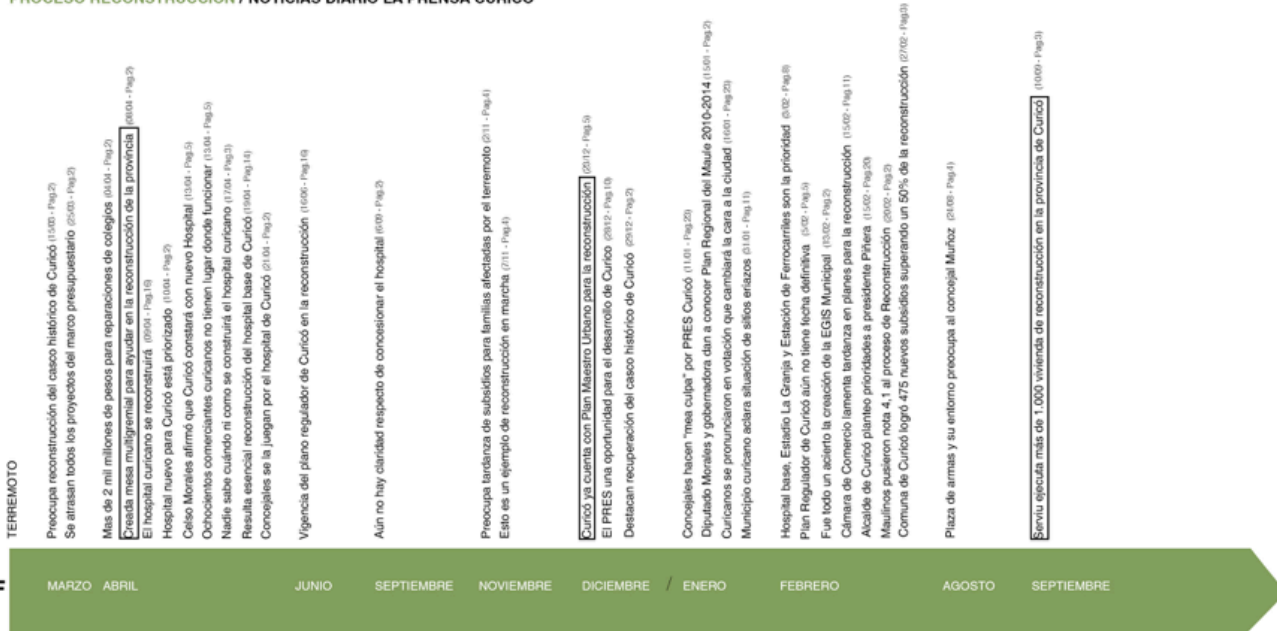 PROCESO RECONSTRUCCIÓN / NOTICIAS DIARIO LA PRENSA CURICÓ
TERREMOTO
Preocupa reconstrucción del casco histórico de Curicó (15/03 - Pag.2)
Se atrasan todos los proyectos del marco presupuestario (25/03 - Pag.2)
Mas de 2 mil millones de pesos para reparaciones de colegios (04/04 - Pag.2)
Creada mesa multigremial para ayudar en la reconstrucción de la provincia (08/04 - Pag.2)
El hospital curicano se reconstruirá (09/04 - Pag.16)
Hospital nuevo para Curicó está priorizado (10/04 - Pag.2)
Celso Morales afirmó que Curicó constará con nuevo Hospital (13/04 - Pag.5)
Ochocientos comerciantes curicanos no tienen lugar donde funcionar (13/04 - Pag.5)
Nadie sabe cuándo ni como se construirá el hospital curicano (17/04 - Pag.3)
Resulta esencial reconstrucción del hospital base de Curicó (19/04 - Pag.14)
Concejales se la juegan por el hospital de Curicó (21/04 - Pag.2)
Vigencia del plano regulador de Curicó en la reconstrucción (16/06 - Pag.16)
Aún no hay claridad respecto de concesionar el hospital (6/09 - Pag.2)
Preocupa tardanza de subsidios para familias afectadas por el terremoto (2/11 - Pag.4)
Esto es un ejemplo de reconstrucción en marcha (7/11 - Pag.4)
Curicó ya cuenta con Plan Maestro Urbano para la reconstrucción (23/12 - Pag.5)
El PRES una oportunidad para el desarrollo de Curico (28/12 - Pag.10)
Destacan recuperación del casco histórico de Curicó (29/12 - Pag.2)
Concejales hacen "mea culpa" por PRES Curicó (11/01 - Pag.23)
Diputado Morales y gobernadora dan a conocer Plan Regional del Maule 2010-2014 (15/01 - Pag.2)
Curicanos se pronunciaron en votación que cambiará la cara a la ciudad (16/01 - Pag.23)
Municipio curicano aclara situación de sitios eriazos (31/01 - Pag.11)
Hospital base, Estadio La Granja y Estación de Ferrocarriles son la prioridad (5/02 - Pag.8)
Plan Regulador de Curicó aún no tiene fecha definitiva (5/02 - Pag.5)
Fue todo un acierto la creación de la EGIS Municipal (13/02 - Pag.2)
Cámara de Comercio lamenta tardanza en planes para la reconstrucción (15/02 - Pag.11)
Alcalde de Curicó planteo prioridades a presidente Piñera (15/02 - Pag.20)
Maulinos pusieron nota 4,1 al proceso de Reconstrucción (20/02 - Pag.2)
Comuna de Curicó logró 475 nuevos subsidios superando un 50% de la reconstrucción (27/02 - Pag.3)
Plaza de armas y su entorno preocupa al concejal Muñoz (24/08 - Pag.4)
Serviu ejecuta más de 1.000 vivienda de reconstrucción en la provincia de Curicó (10/09 - Pag.3)
MARZO ABRIL JUNIO SEPTIEMBRE NOVIEMBRE DICIEMBRE / ENERO FEBRERO AGOSTO SEPTIEMBRE